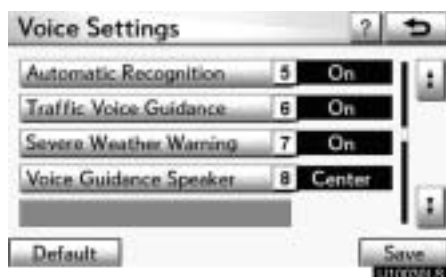 Voice Settings ?
Automatic Recognition 5 On
Traffic Voice Guidance 6 On
Severe Weather Warning 7 On
Voice Guidance Speaker 8 Center
Default Save